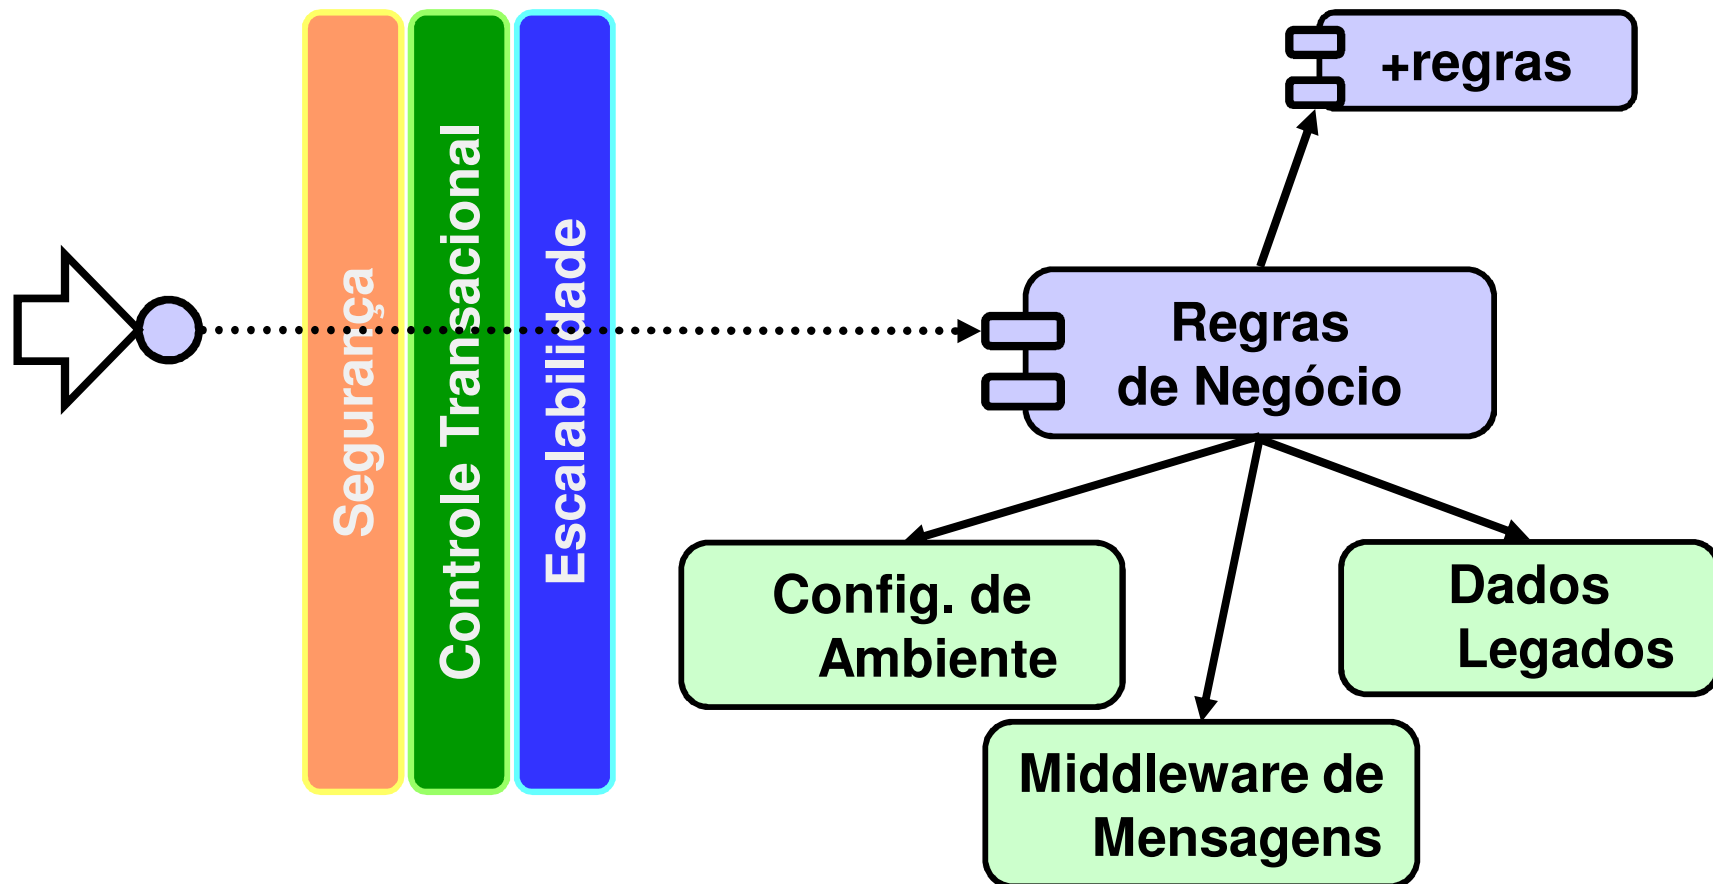 +regras
Segurança
Controle Transacional
Escalabilidade
Regras
de Negócio
Config. de
Ambiente
Dados
Legados
Middleware de
Mensagens